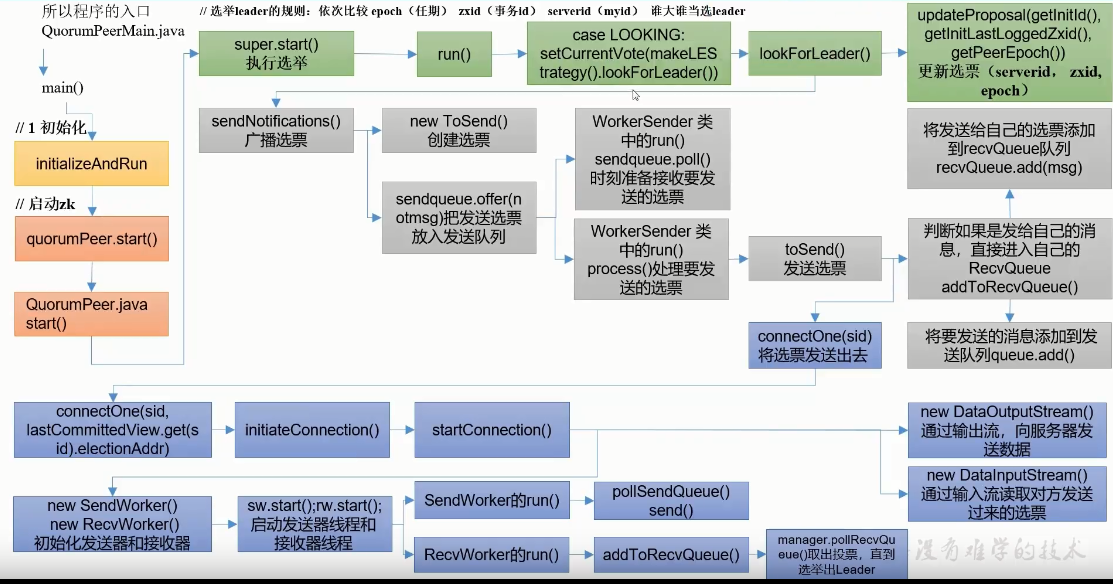 所以程序的入口
QuorumPeerMain.java
main()
// 1 初始化
initializeAndRun
// 启动zk
quorumPeer.start()
QuorumPeer.java
start()
// 选举leader的规则：依次比较 epoch（任期） zxid（事务id） serverid（myid） 谁大谁当选leader
super.start()
执行选举
run()
case LOOKING:
setCurrentVote(makeLES
trategy().lookForLeader())
lookForLeader()
updateProposal(getInitId(),
getInitLastLoggedZxid(),
getPeerEpoch())
更新选票（serverid， zxid,
epoch）
sendNotifications()
广播选票
new ToSend()
创建选票
sendqueue.offer(n
otmsg)把发送选票
放入发送队列
WorkerSender 类
中的run()
sendqueue.poll()
时刻准备接收要发
送的选票
WorkerSender 类
中的run()
process()处理要发
送的选票
toSend()
发送选票
将发送给自己的选票添加
到recvQueue队列
recvQueue.add(msg)
判断如果是发给自己的消
息，直接进入自己的
RecvQueue
addToRecvQueue()
将要发送的消息添加到发
送队列queue.add()
connectOne(sid)
将选票发送出去
connectOne(sid,
lastCommittedView.get(s
id).electionAddr)
initiateConnection()
startConnection()
new DataOutputStream()
通过输出流，向服务器发
送数据
new DataInputStream()
通过输入流读取对方发送
过来的选票
new SendWorker()
new RecvWorker()
初始化发送器和接收器
sw.start();rw.start();
启动发送器线程和
接收器线程
SendWorker的run()
pollSendQueue()
send()
RecvWorker的run()
addToRecvQueue()
manager.pollRecvQu
eue()取出投票，直到
选举出Leader
没有难学的技术